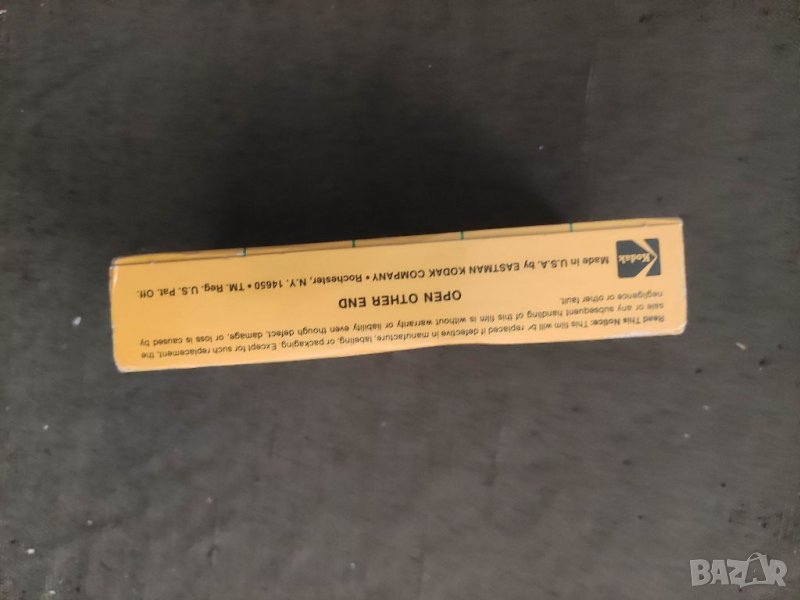 Read This Notice: This film will be replaced if defective in manufacture, labeling, or packaging. Except for such replacement, the
sale or any subsequent handling of this film is without warranty or liability even though defect, damage, or loss is caused by
negligence or other fault.
OPEN OTHER END
Kodak
Made in U.S.A. by EASTMAN KODAK COMPANY • Rochester, N.Y. 14650 • TM. Reg. U.S. Pat. Off.
BAZAR